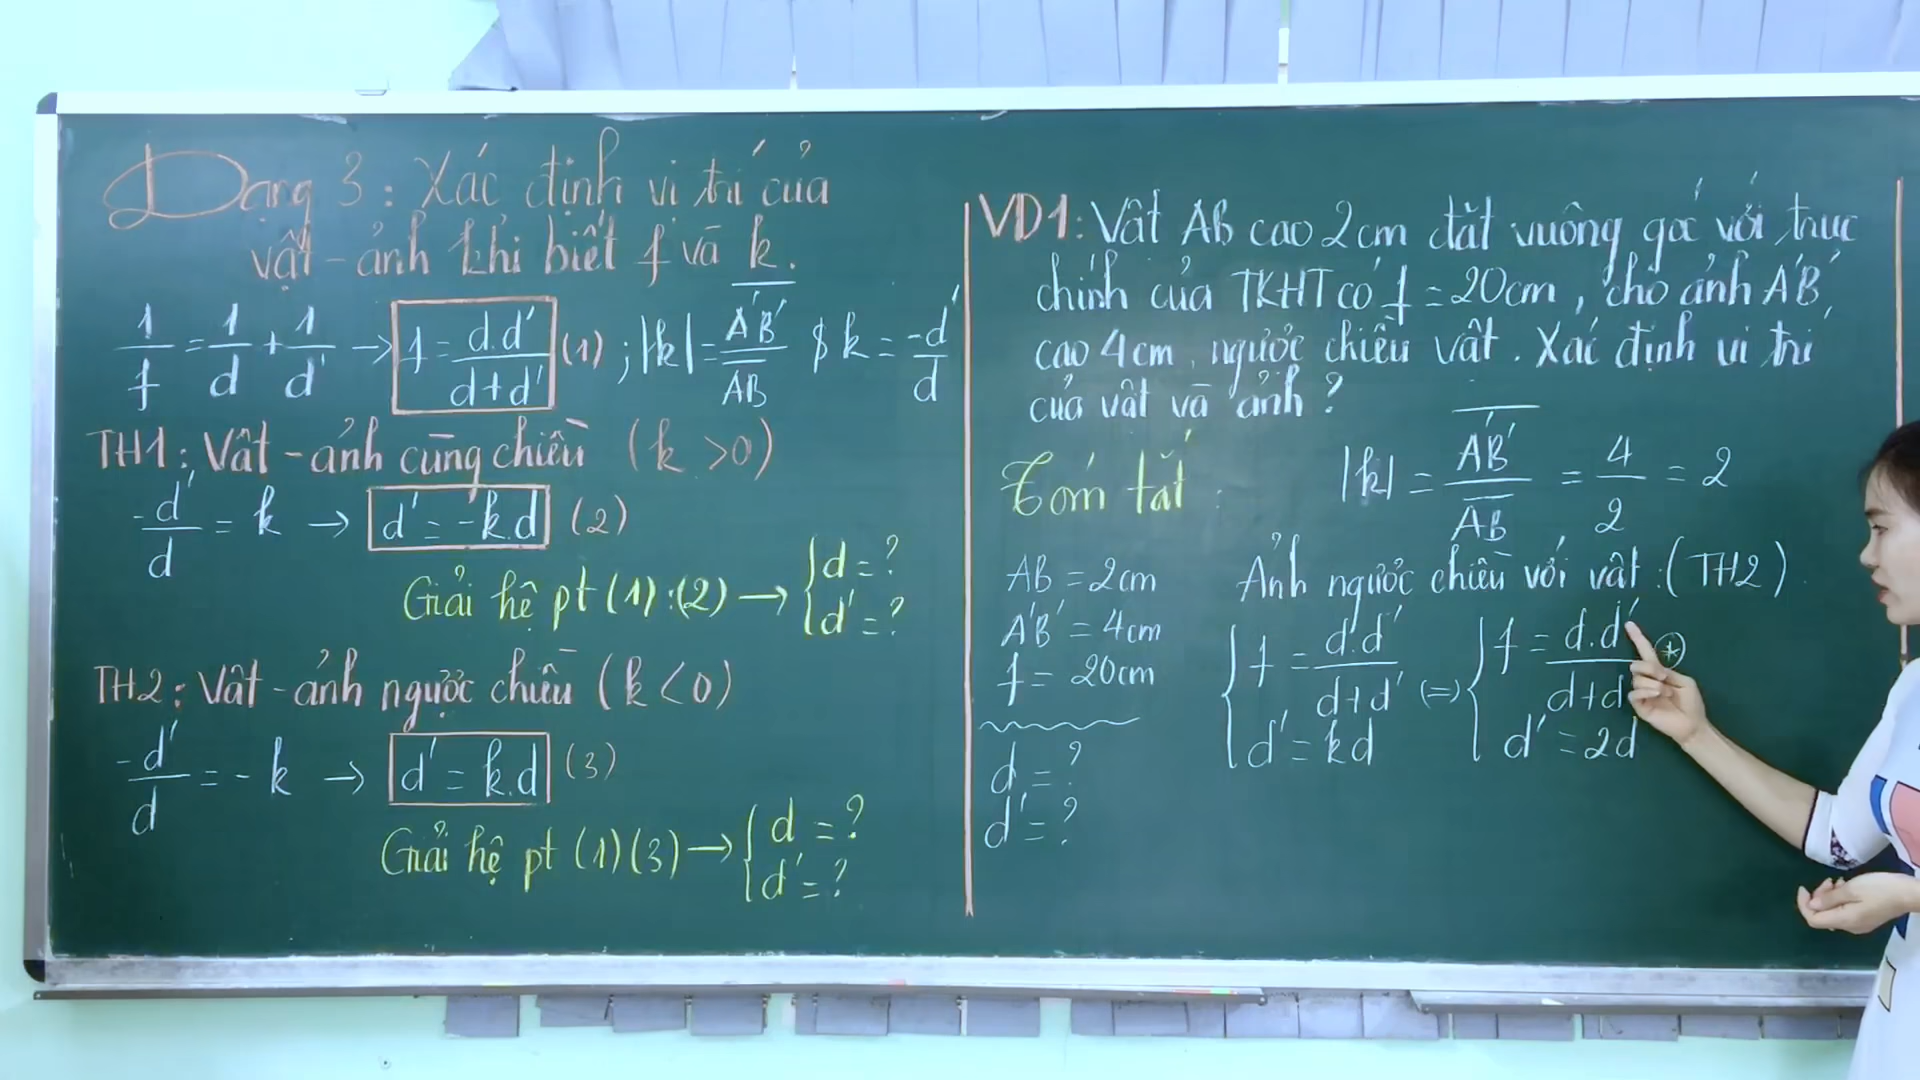 Dạng 3: Xác định vị trí của
vật - ảnh khi biết f và k.
1/f = 1/d + 1/d' → f = d.d'/(d+d') (1) ; |k| = A'B'/AB $ k = -d'/d
TH1: Vật - ảnh cùng chiều (k > 0)
-d'/d = k → d' = -k.d (2)
Giải hệ pt (1):(2) → { d = ?
d' = ?
TH2: Vật - ảnh ngược chiều (k < 0)
-d'/d = - k → d' = k.d (3)
Giải hệ pt (1)(3) → { d = ?
d' = ?
VD1: Vật AB cao 2cm đặt vuông góc với trục
chính của TKHT có f = 20cm, cho ảnh A'B'
cao 4cm, ngược chiều vật. Xác định vị trí
của vật và ảnh?
Tóm tắt:
AB = 2cm
A'B' = 4cm
f = 20cm
d = ?
d' = ?
|k| = A'B'/AB = 4/2 = 2
Ảnh ngược chiều với vật: (TH2)
{ f = d.d'/(d+d') (=) { f = d.d'/(d+d') (*)
d' = kd d' = 2d